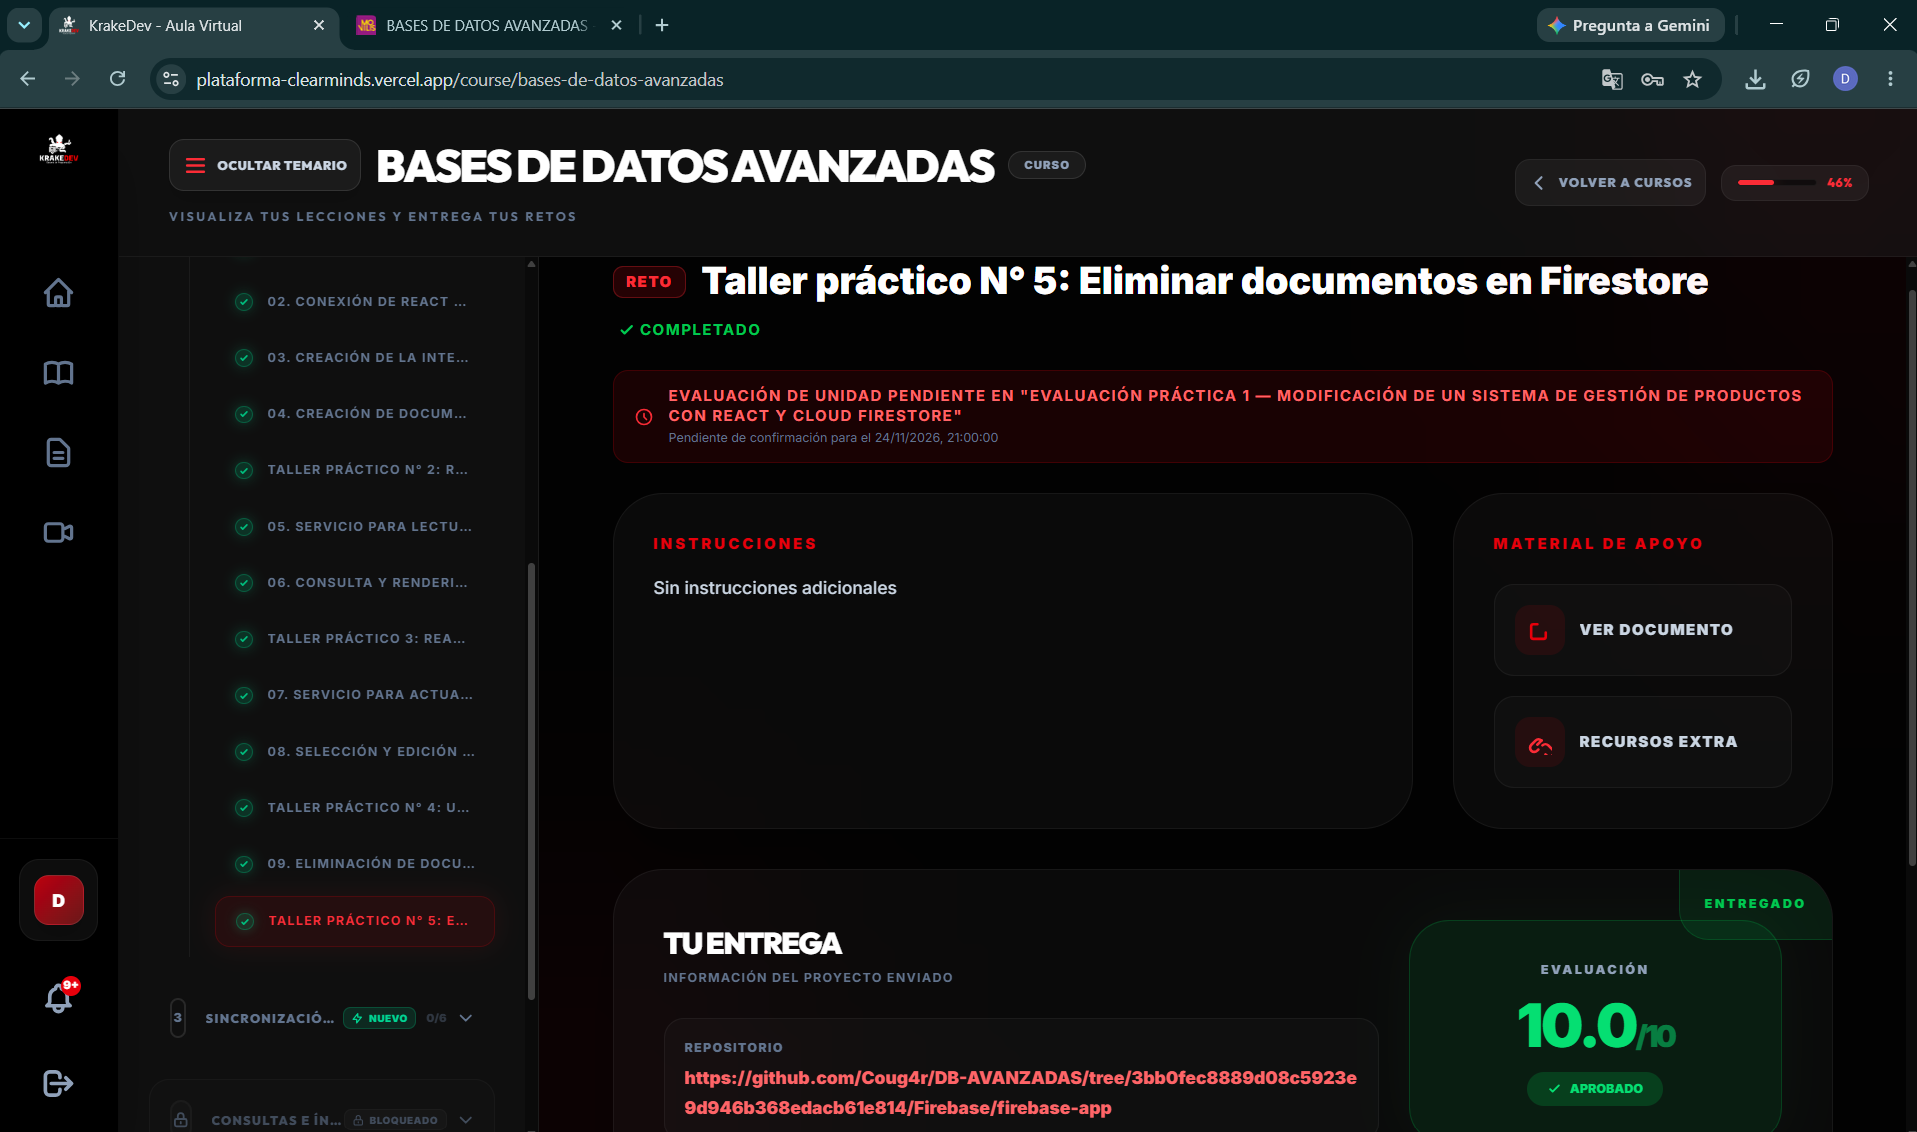 KrakeDev - Aula Virtual
BASES DE DATOS AVANZADAS
Pregunta a Gemini
plataforma-clearminds.vercel.app/course/bases-de-datos-avanzadas
D
KRAKEDEV
OCULTAR TEMARIO
BASES DE DATOS AVANZADAS
CURSO
VISUALIZA TUS LECCIONES Y ENTREGA TUS RETOS
VOLVER A CURSOS
46%
02. CONEXIÓN DE REACT ...
03. CREACIÓN DE LA INTE...
04. CREACIÓN DE DOCUM...
TALLER PRÁCTICO N° 2: R...
05. SERVICIO PARA LECTU...
06. CONSULTA Y RENDERI...
TALLER PRÁCTICO 3: REA...
07. SERVICIO PARA ACTUA...
08. SELECCIÓN Y EDICIÓN ...
TALLER PRÁCTICO N° 4: U...
09. ELIMINACIÓN DE DOCU...
TALLER PRÁCTICO N° 5: E...
3 SINCRONIZACIÓ... NUEVO 0/6
CONSULTAS E ÍN... BLOQUEADO
D
9+
RETO
Taller práctico N° 5: Eliminar documentos en Firestore
COMPLETADO
EVALUACIÓN DE UNIDAD PENDIENTE EN "EVALUACIÓN PRÁCTICA 1 — MODIFICACIÓN DE UN SISTEMA DE GESTIÓN DE PRODUCTOS
CON REACT Y CLOUD FIRESTORE"
Pendiente de confirmación para el 24/11/2026, 21:00:00
INSTRUCCIONES
Sin instrucciones adicionales
MATERIAL DE APOYO
VER DOCUMENTO
RECURSOS EXTRA
ENTREGADO
TU ENTREGA
INFORMACIÓN DEL PROYECTO ENVIADO
REPOSITORIO
https://github.com/Coug4r/DB-AVANZADAS/tree/3bb0fec8889d08c5923e
9d946b368edacb61e814/Firebase/firebase-app
EVALUACIÓN
10.0/10
APROBADO